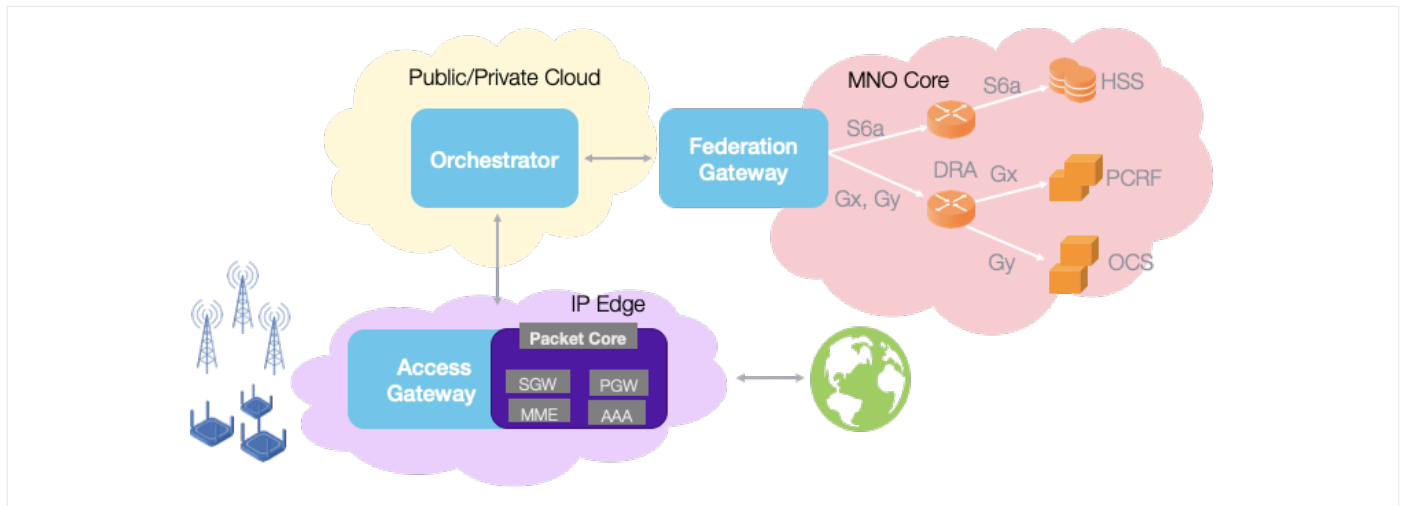 Public/Private Cloud
Orchestrator
Federation
Gateway
MNO Core
S6a
S6a
HSS
DRA
Gx
PCRF
Gx, Gy
Gy
OCS
IP Edge
Packet Core
Access
Gateway
SGW
PGW
MME
AAA